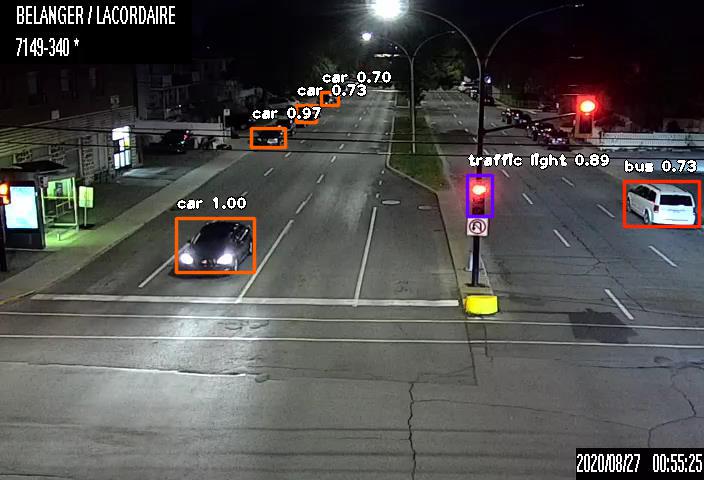 BELANGER / LACORDAIRE
7149-340 *
car 0.70
car 0.73
car 0.97
traffic light 0.89
bus 0.73
car 1.00
2020/08/27 00:55:25